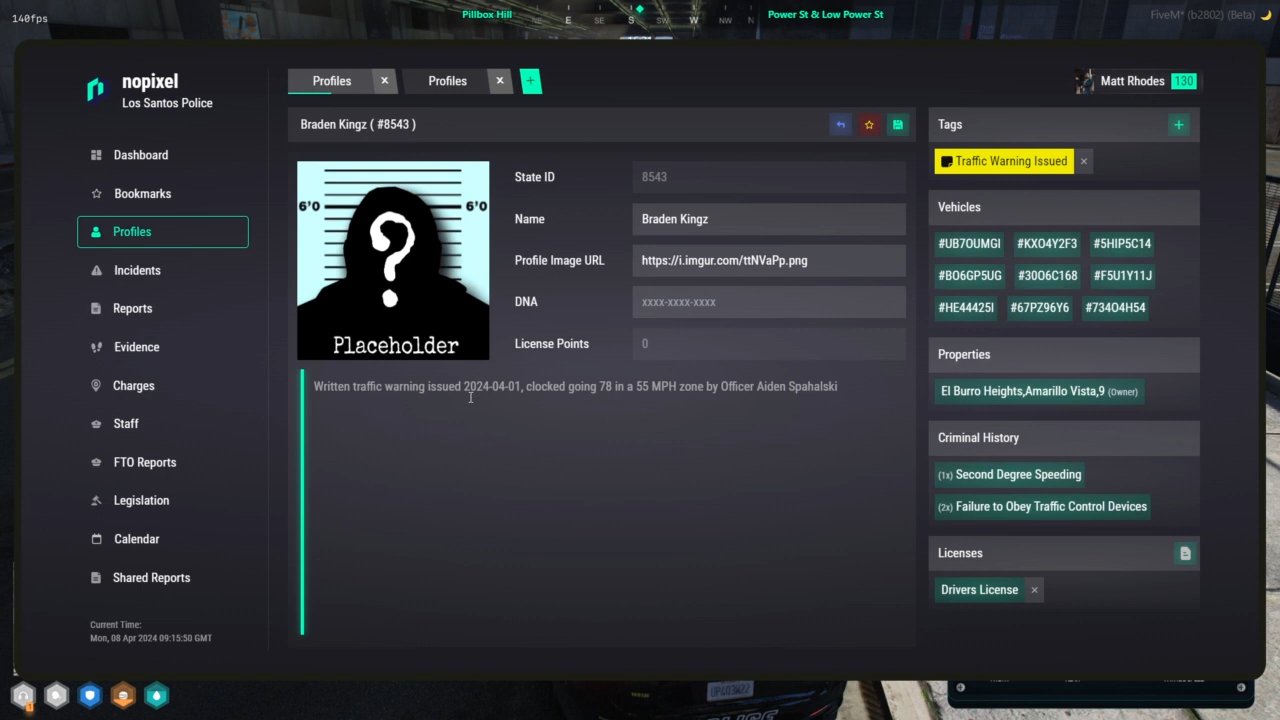 140fps
Pillbox Hill
NE E SE S SW W NW N
Power St & Low Power St
FiveM* (b2802) (Beta)
nopixel
Los Santos Police
Dashboard
Bookmarks
Profiles
Incidents
Reports
Evidence
Charges
Staff
FTO Reports
Legislation
Calendar
Shared Reports
Current Time:
Mon, 08 Apr 2024 09:15:50 GMT
Profiles × Profiles × +
Matt Rhodes 130
Braden Kingz ( #8543 )
6'0 6'0
?
Placeholder
State ID 8543
Name Braden Kingz
Profile Image URL https://i.imgur.com/ttNVaPp.png
DNA xxxx-xxxx-xxxx
License Points 0
Written traffic warning issued 2024-04-01, clocked going 78 in a 55 MPH zone by Officer Aiden Spahalski
Tags +
Traffic Warning Issued ×
Vehicles
#UB7OUMGI #KXO4Y2F3 #5HIP5C14
#BO6GP5UG #30O6C168 #F5U1Y11J
#HE44425I #67PZ96Y6 #734O4H54
Properties
El Burro Heights,Amarillo Vista,9 (Owner)
Criminal History
(1x) Second Degree Speeding
(2x) Failure to Obey Traffic Control Devices
Licenses
Drivers License ×
1